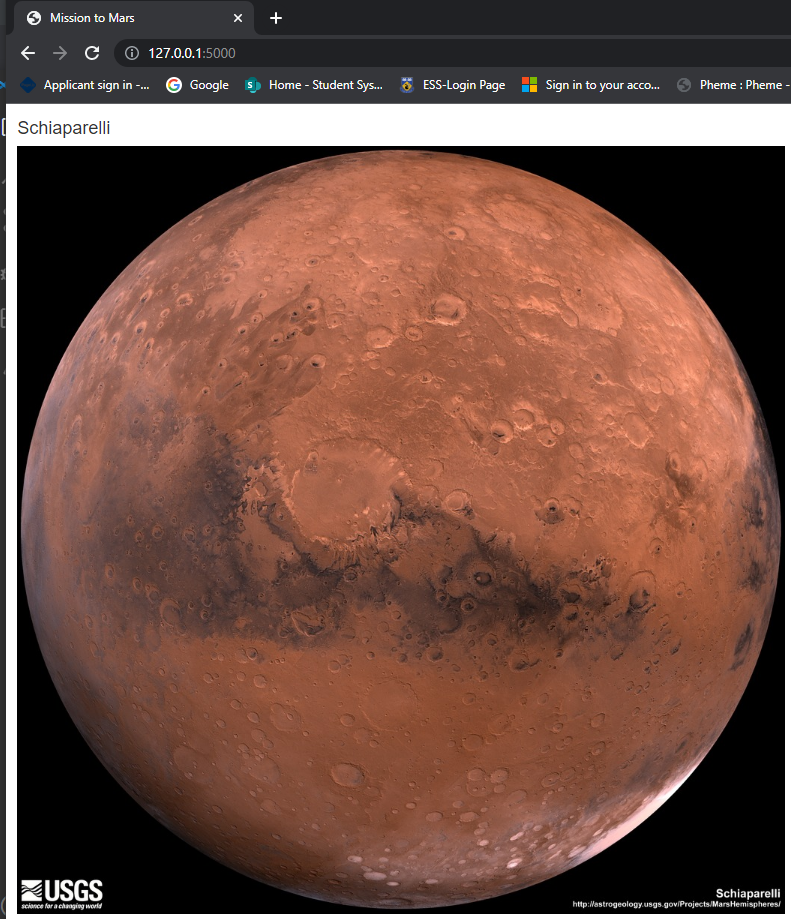 Mission to Mars
127.0.0.1:5000
Applicant sign in -... Google Home - Student Sys... ESS-Login Page Sign in to your acco... Pheme : Pheme -
Schiaparelli
USGS
science for a changing world
Schiaparelli
http://astrogeology.usgs.gov/Projects/MarsHemispheres/